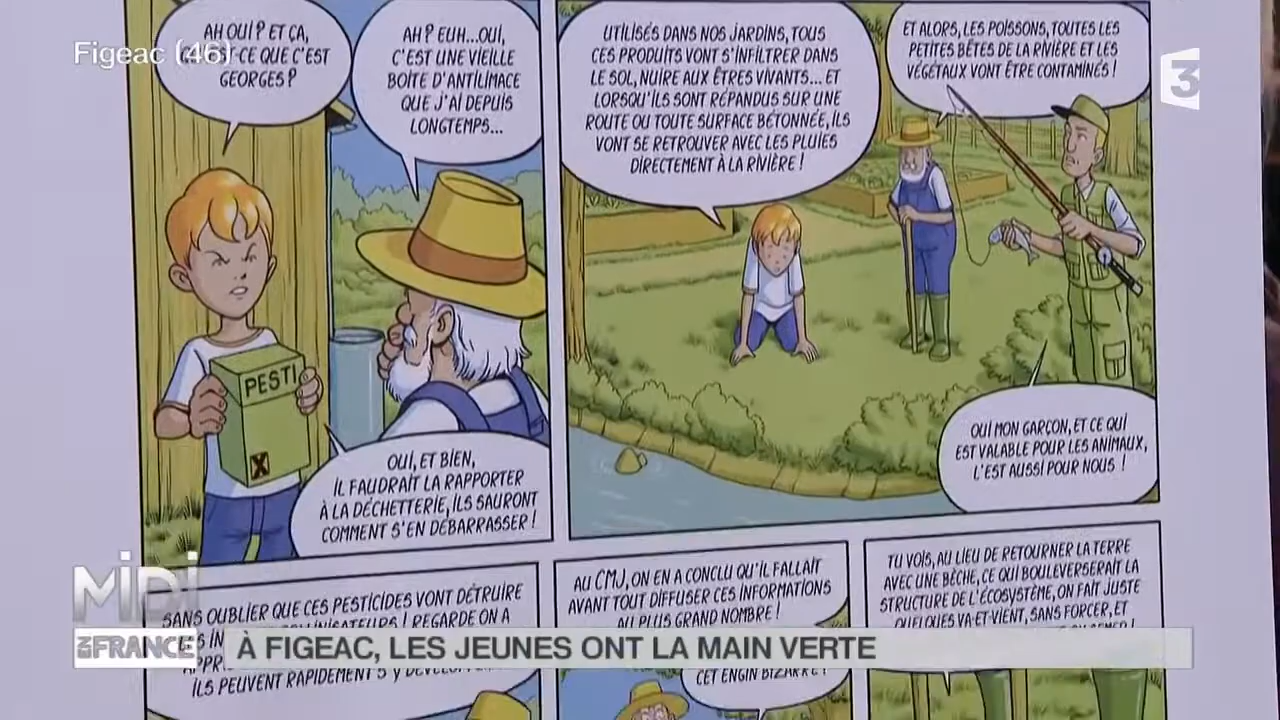 Figeac (46)
3
AH OUI? ET ÇA,
CE QUE C'EST
GEORGES?
AH? EUH...OUI,
C'EST UNE VIEILLE
BOITE D'ANTILIMACE
QUE J'AI DEPUIS
LONGTEMPS...
PESTI
X
OUI, ET BIEN,
IL FAUDRAIT LA RAPPORTER
À LA DÉCHETTERIE, ILS SAURONT
COMMENT S'EN DÉBARRASSER!
UTILISÉS DANS NOS JARDINS, TOUS
CES PRODUITS VONT S'INFILTRER DANS
LE SOL, NUIRE AUX ÊTRES VIVANTS... ET
LORSQU'ILS SONT RÉPANDUS SUR UNE
ROUTE OU TOUTE SURFACE BÉTONNÉE, ILS
VONT SE RETROUVER AVEC LES PLUIES
DIRECTEMENT À LA RIVIÈRE!
ET ALORS, LES POISSONS, TOUTES LES
PETITES BÊTES DE LA RIVIÈRE ET LES
VÉGÉTAUX VONT ÊTRE CONTAMINÉS!
OUI MON GARÇON, ET CE QUI
EST VALABLE POUR LES ANIMAUX,
L'EST AUSSI POUR NOUS!
SANS OUBLIER QUE CES PESTICIDES VONT DÉTRUIRE
REGARDE ON A
ILS PEUVENT RAPIDEMENT S'Y
AU CMJ, ON EN A CONCLU QU'IL FALLAIT
AVANT TOUT DIFFUSER CES INFORMATIONS
AU PLUS GRAND NOMBRE!
CET ENGIN BIZARRE!
TU VOIS, AU LIEU DE RETOURNER LA TERRE
AVEC UNE BÊCHE, CE QUI BOULEVERSERAIT LA
STRUCTURE DE L'ÉCOSYSTÈME, ON FAIT JUSTE
QUELQUES VA-ET-VIENT, SANS FORCER, ET
MiDi
EN FRANCE
À FIGEAC, LES JEUNES ONT LA MAIN VERTE